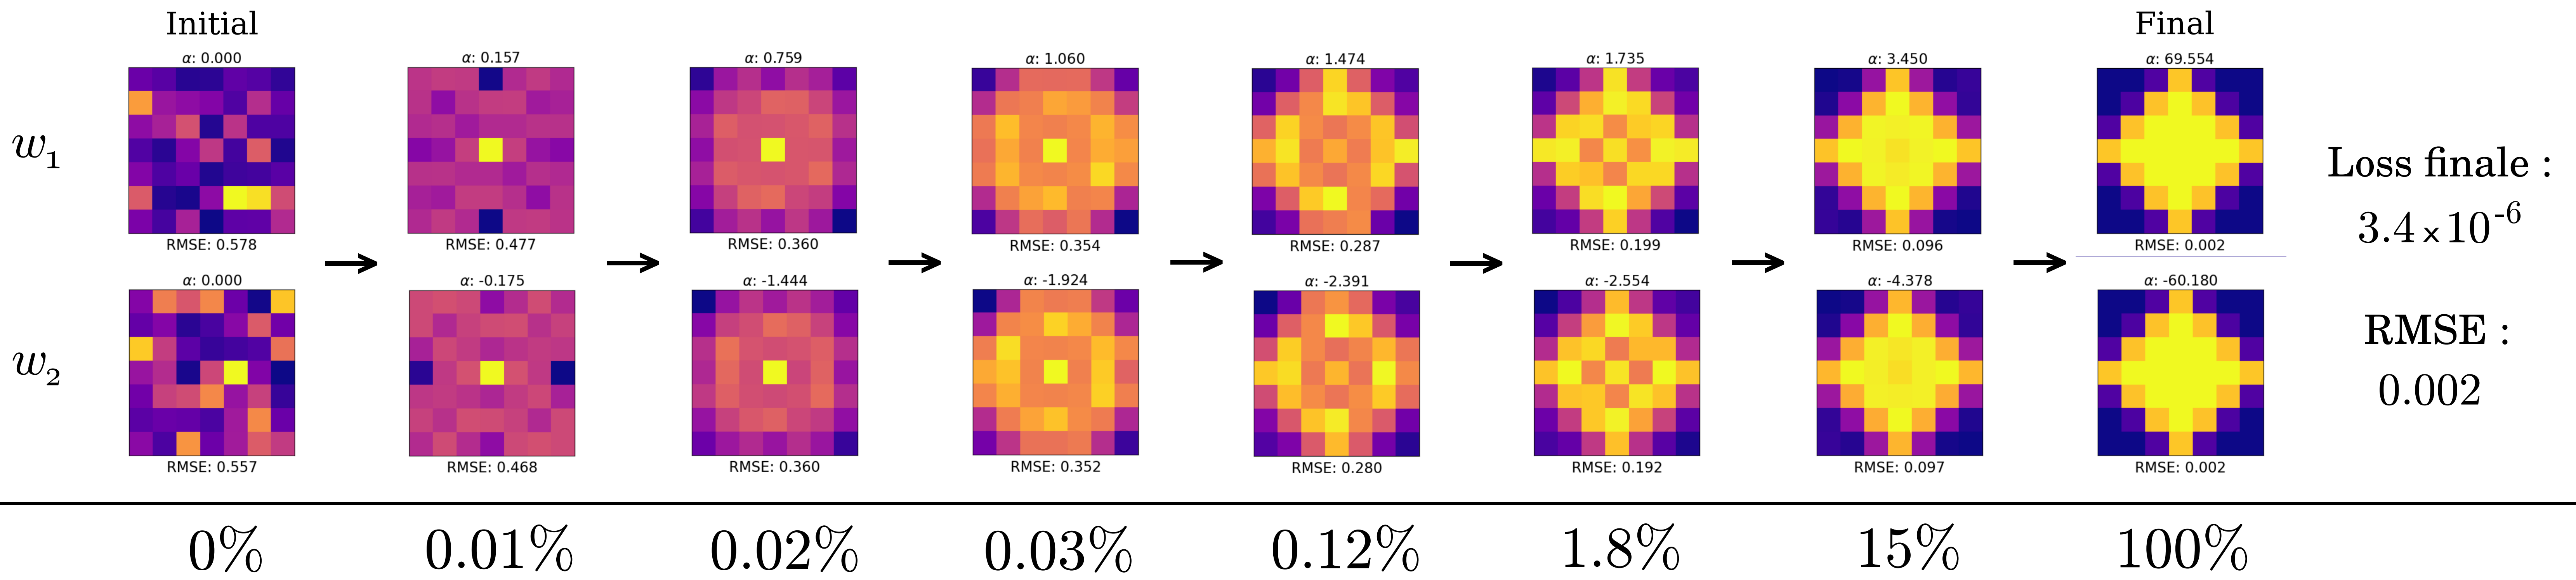 Initial Final
α: 0.000 α: 0.157 α: 0.759 α: 1.060 α: 1.474 α: 1.735 α: 3.450 α: 69.554
w₁
RMSE: 0.578 RMSE: 0.477 RMSE: 0.360 RMSE: 0.354 RMSE: 0.287 RMSE: 0.199 RMSE: 0.096 RMSE: 0.002
→ → → → → → →
α: 0.000 α: -0.175 α: -1.444 α: -1.924 α: -2.391 α: -2.554 α: -4.378 α: -60.180
w₂
RMSE: 0.557 RMSE: 0.468 RMSE: 0.360 RMSE: 0.352 RMSE: 0.280 RMSE: 0.192 RMSE: 0.097 RMSE: 0.002
Loss finale :
3.4×10⁻⁶
RMSE :
0.002
0% 0.01% 0.02% 0.03% 0.12% 1.8% 15% 100%